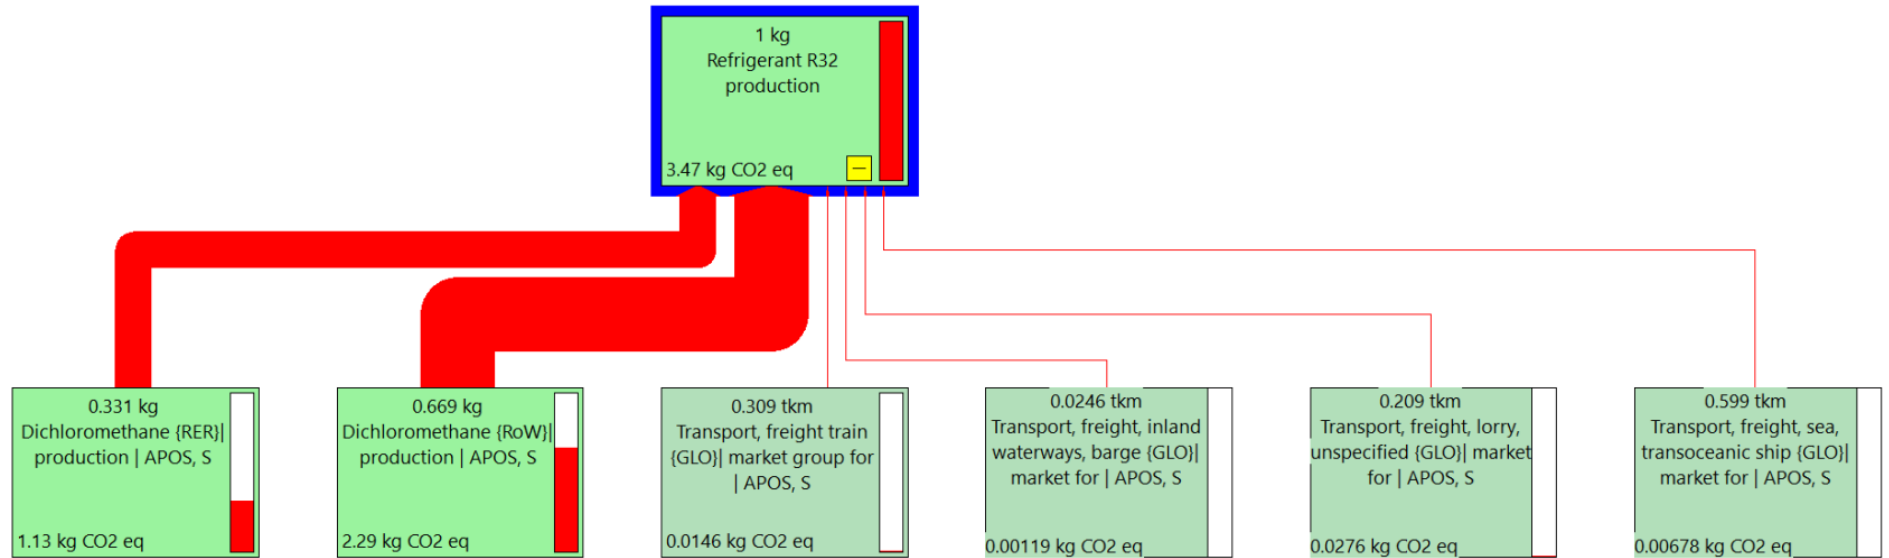 1 kg
Refrigerant R32
production
3.47 kg CO2 eq
0.331 kg
Dichloromethane {RER}|
production | APOS, S
1.13 kg CO2 eq
0.669 kg
Dichloromethane {RoW}|
production | APOS, S
2.29 kg CO2 eq
0.309 tkm
Transport, freight train
{GLO}| market group for
| APOS, S
0.0146 kg CO2 eq
0.0246 tkm
Transport, freight, inland
waterways, barge {GLO}|
market for | APOS, S
0.00119 kg CO2 eq
0.209 tkm
Transport, freight, lorry,
unspecified {GLO}| market
for | APOS, S
0.0276 kg CO2 eq
0.599 tkm
Transport, freight, sea,
transoceanic ship {GLO}|
market for | APOS, S
0.00678 kg CO2 eq